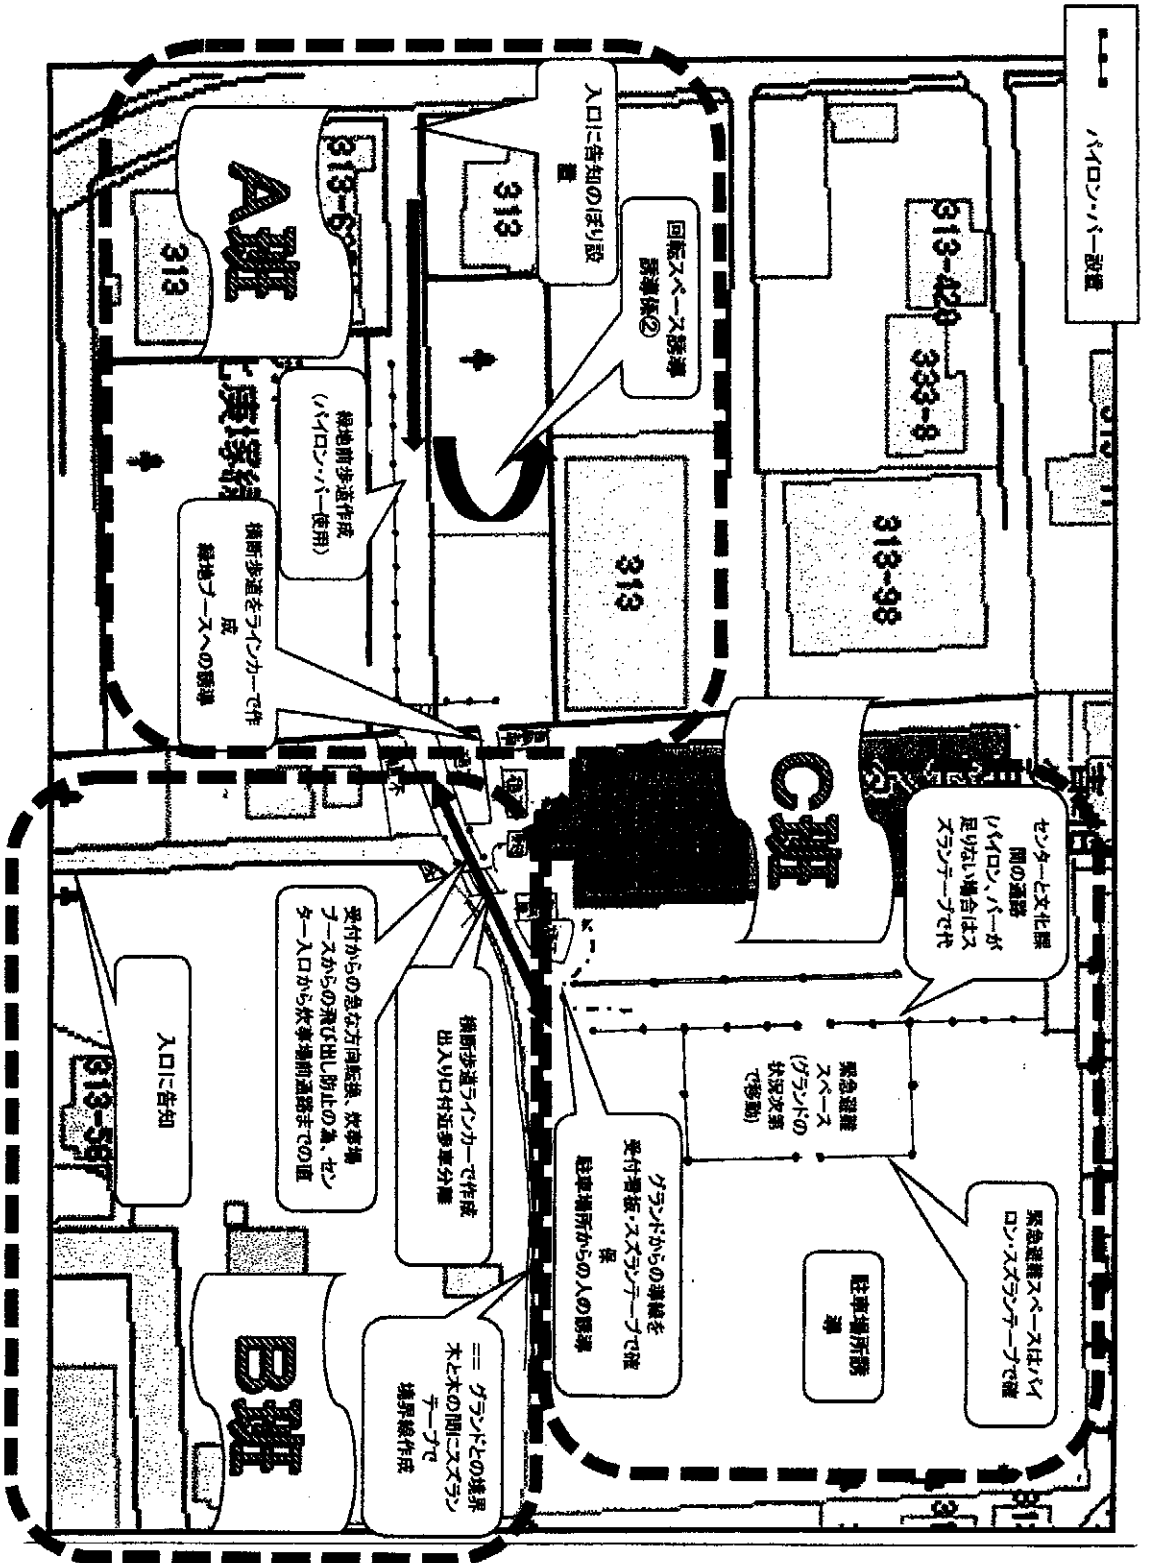 パイロン・バー設置
入口に告知のぼり設
置
回転スペース誘導
誘導係②
緑地前歩道作成
(パイロン・バー使用)
横断歩道をラインカーで作
成
緑地ブースへの誘導
A班
313-6
313
313
313
313-428
333-8
313-98
C班
センターと文化課
間の通路
(パイロン、バーが
足りない場合はス
ズランテープで代
緊急避難
スペース
(グランドの
状況次第
で移動)
緊急避難スペースはパイ
ロン・スズランテープで確
駐車場所誘
導
グランドからの導線を
受付看板・スズランテープで確
保
駐車場所からの人の誘導
横断歩道ラインカーで作成
出入り口付近歩車分離
受付からの急な方向転換、炊事場
ブースからの飛び出し防止の為、セン
ター入口から炊事場前通路までの直
入口に告知
313-58
B班
== グランドとの境界
木と木の間にスズラン
テープで
境界線作成